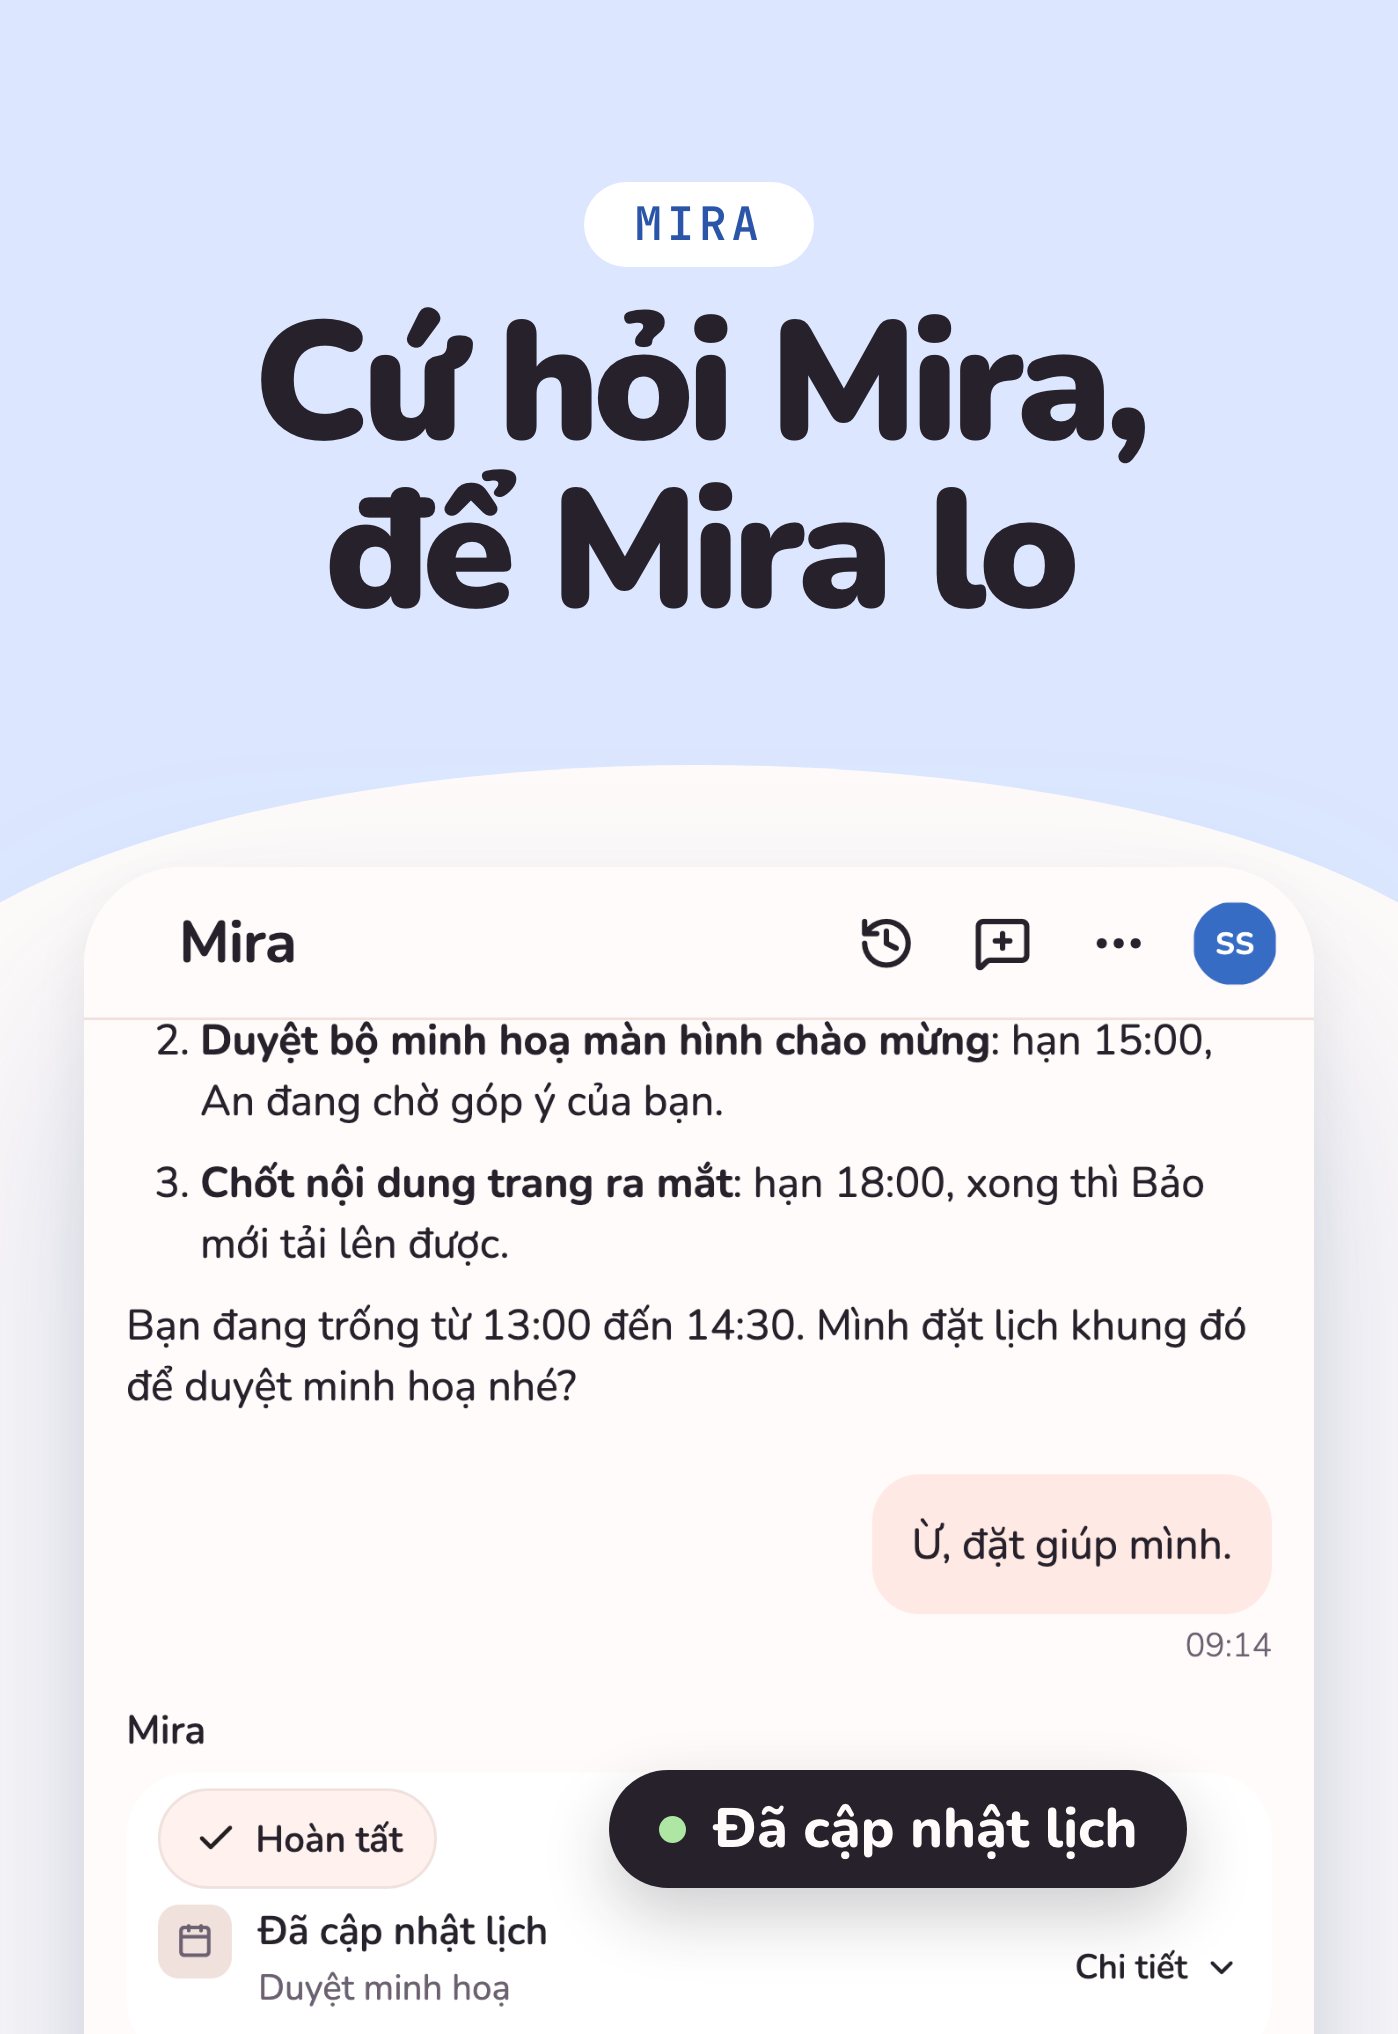 MIRA
Cứ hỏi Mira,
để Mira lo
Mira
SS
2. Duyệt bộ minh hoạ màn hình chào mừng: hạn 15:00,
An đang chờ góp ý của bạn.
3. Chốt nội dung trang ra mắt: hạn 18:00, xong thì Bảo
mới tải lên được.
Bạn đang trống từ 13:00 đến 14:30. Mình đặt lịch khung đó
để duyệt minh hoạ nhé?
Ừ, đặt giúp mình.
09:14
Mira
Hoàn tất
Đã cập nhật lịch
Đã cập nhật lịch
Duyệt minh hoạ
Chi tiết